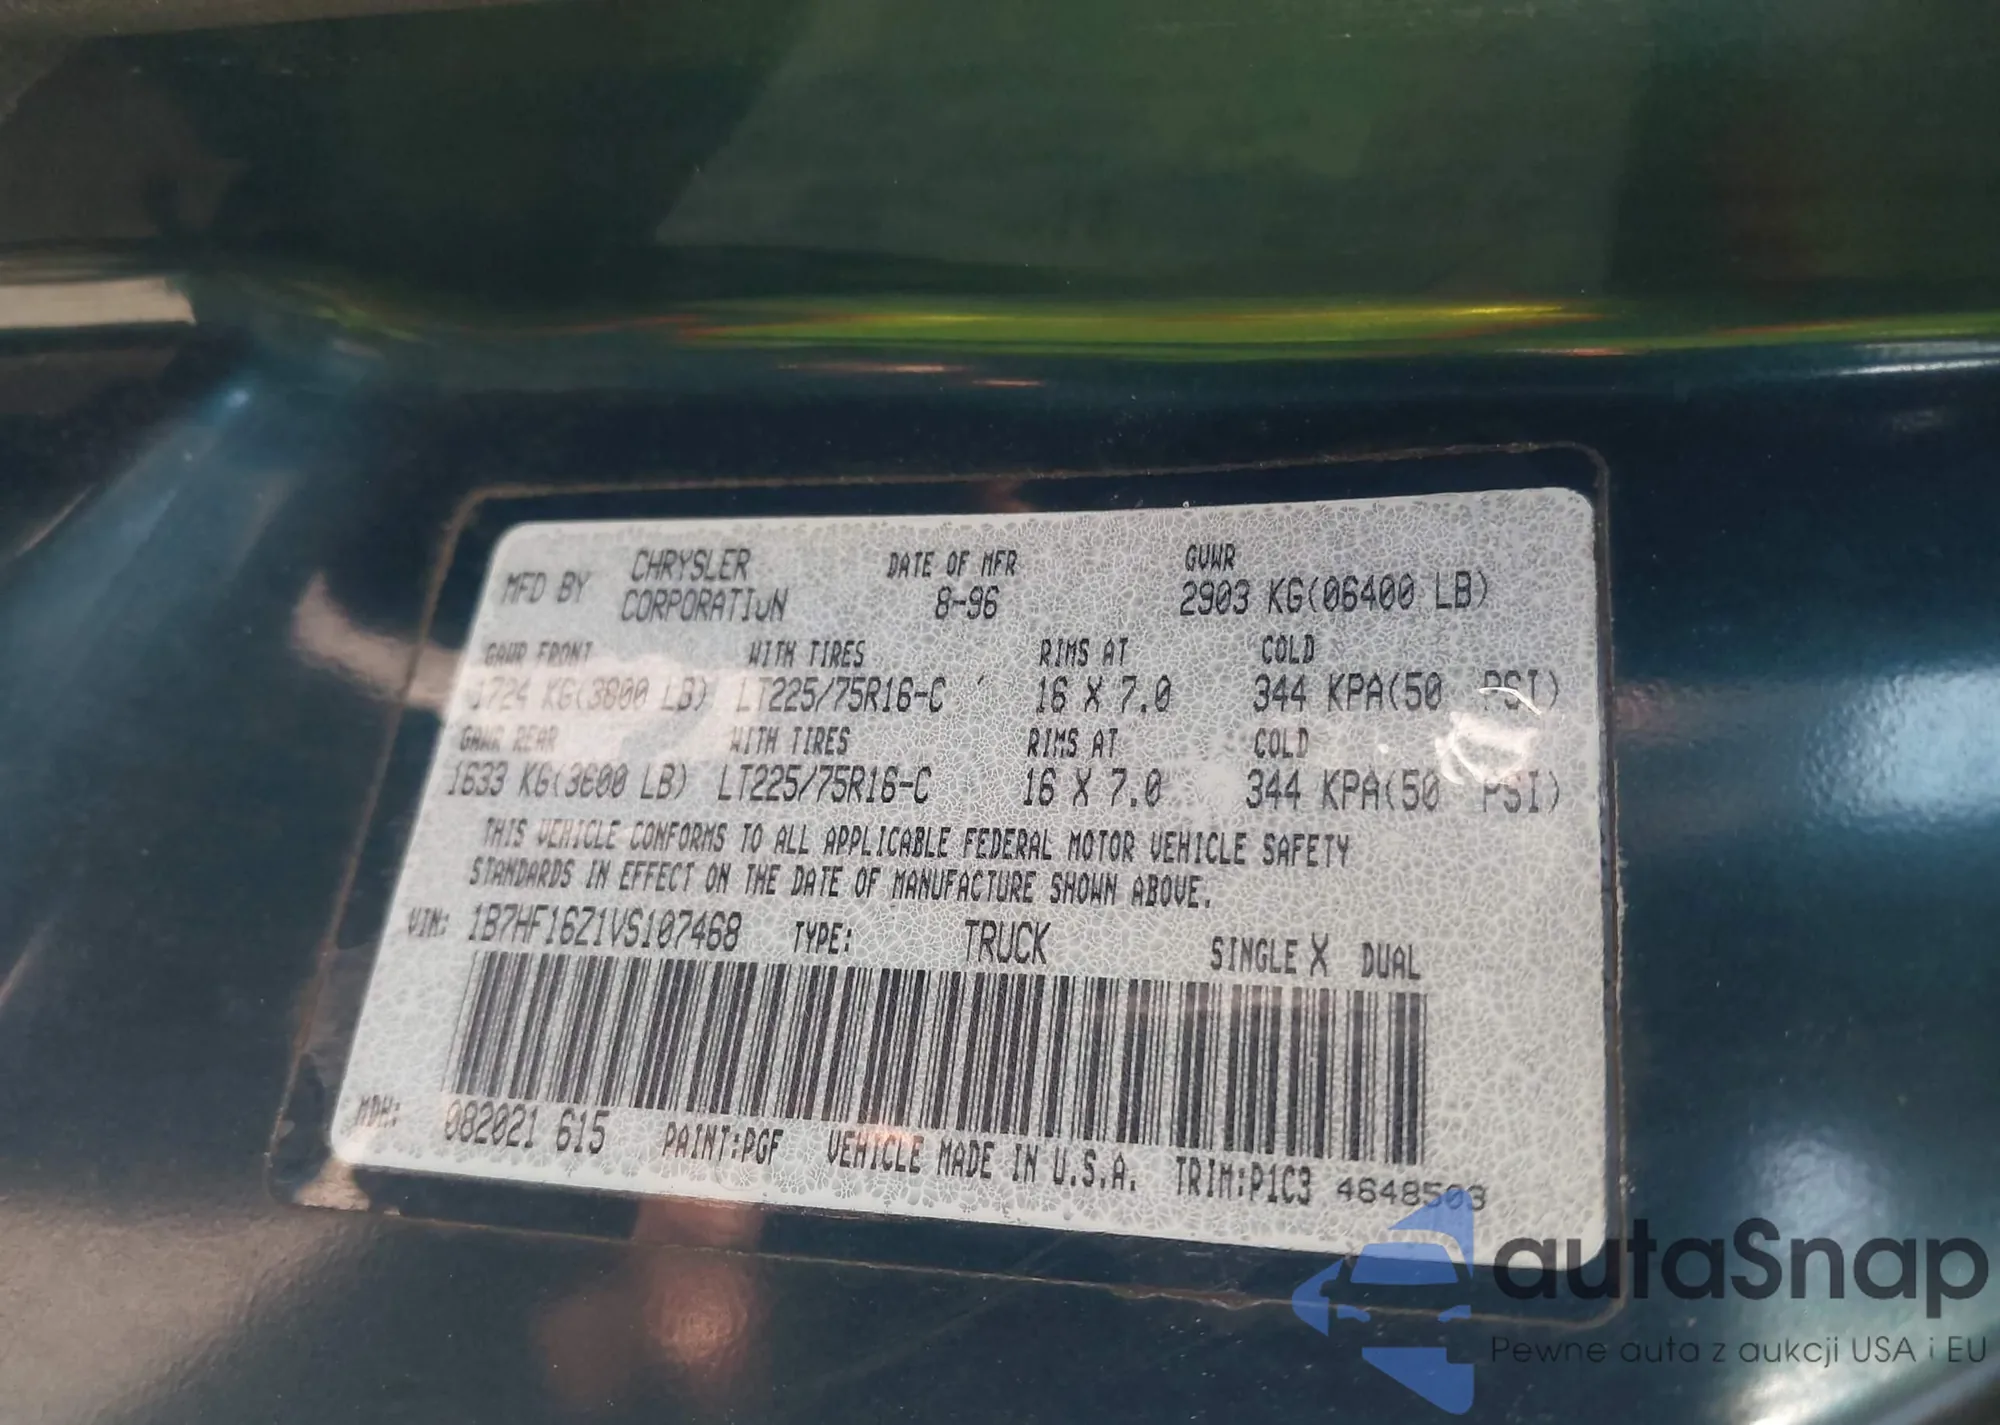 MFD BY CHRYSLER CORPORATION DATE OF MFR 8-96 GVWR 2903 KG(06400 LB)
GAWR FRONT WITH TIRES RIMS AT COLD
1724 KG(3800 LB) LT225/75R16-C 16 X 7.0 344 KPA(50 PSI)
GAWR REAR WITH TIRES RIMS AT COLD
1633 KG(3600 LB) LT225/75R16-C 16 X 7.0 344 KPA(50 PSI)
THIS VEHICLE CONFORMS TO ALL APPLICABLE FEDERAL MOTOR VEHICLE SAFETY
STANDARDS IN EFFECT ON THE DATE OF MANUFACTURE SHOWN ABOVE.
VIN: 1B7HF16Z1VS107468 TYPE: TRUCK SINGLE X DUAL
MDH: 082021 615 PAINT:PGF VEHICLE MADE IN U.S.A. TRIM:P1C3 4648503
autaSnap
Pewne auta z aukcji USA i EU